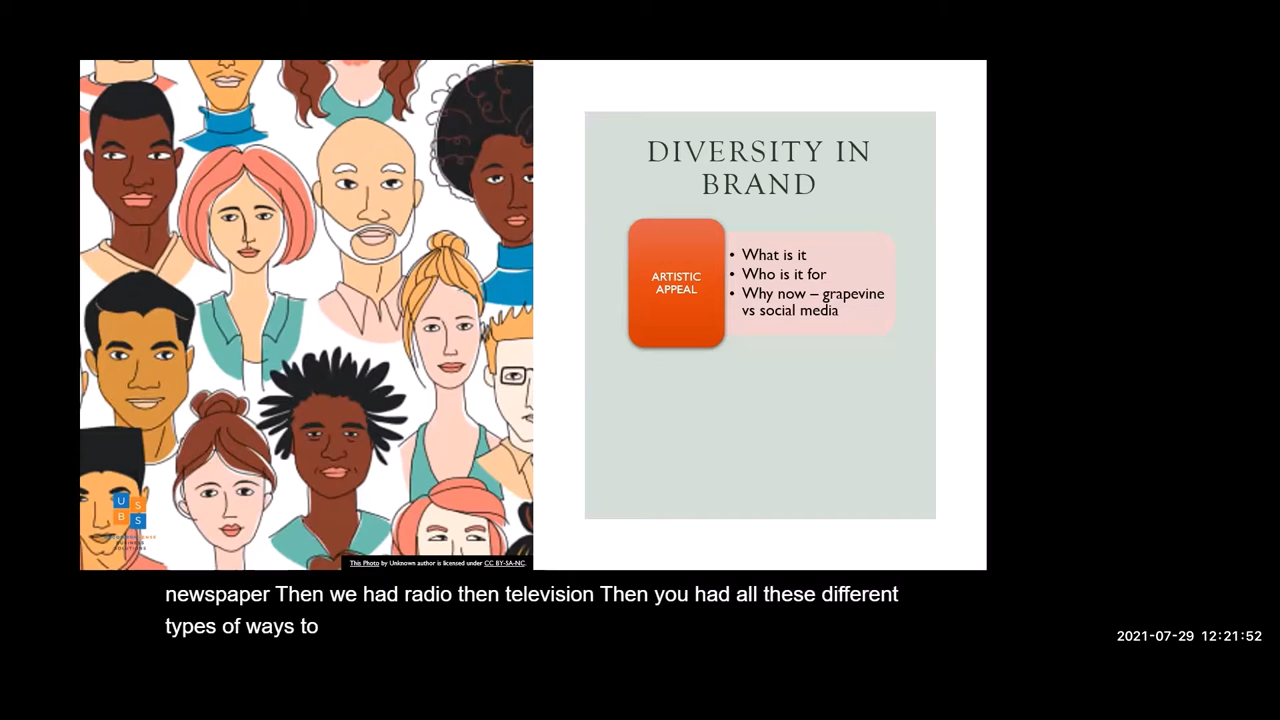 DIVERSITY IN
BRAND
ARTISTIC
APPEAL
• What is it
• Who is it for
• Why now – grapevine
vs social media
U S
B S
BUSINESS
SOLUTIONS
This Photo by Unknown author is licensed under CC BY-SA-NC.
newspaper Then we had radio then television Then you had all these different
types of ways to
2021-07-29 12:21:52